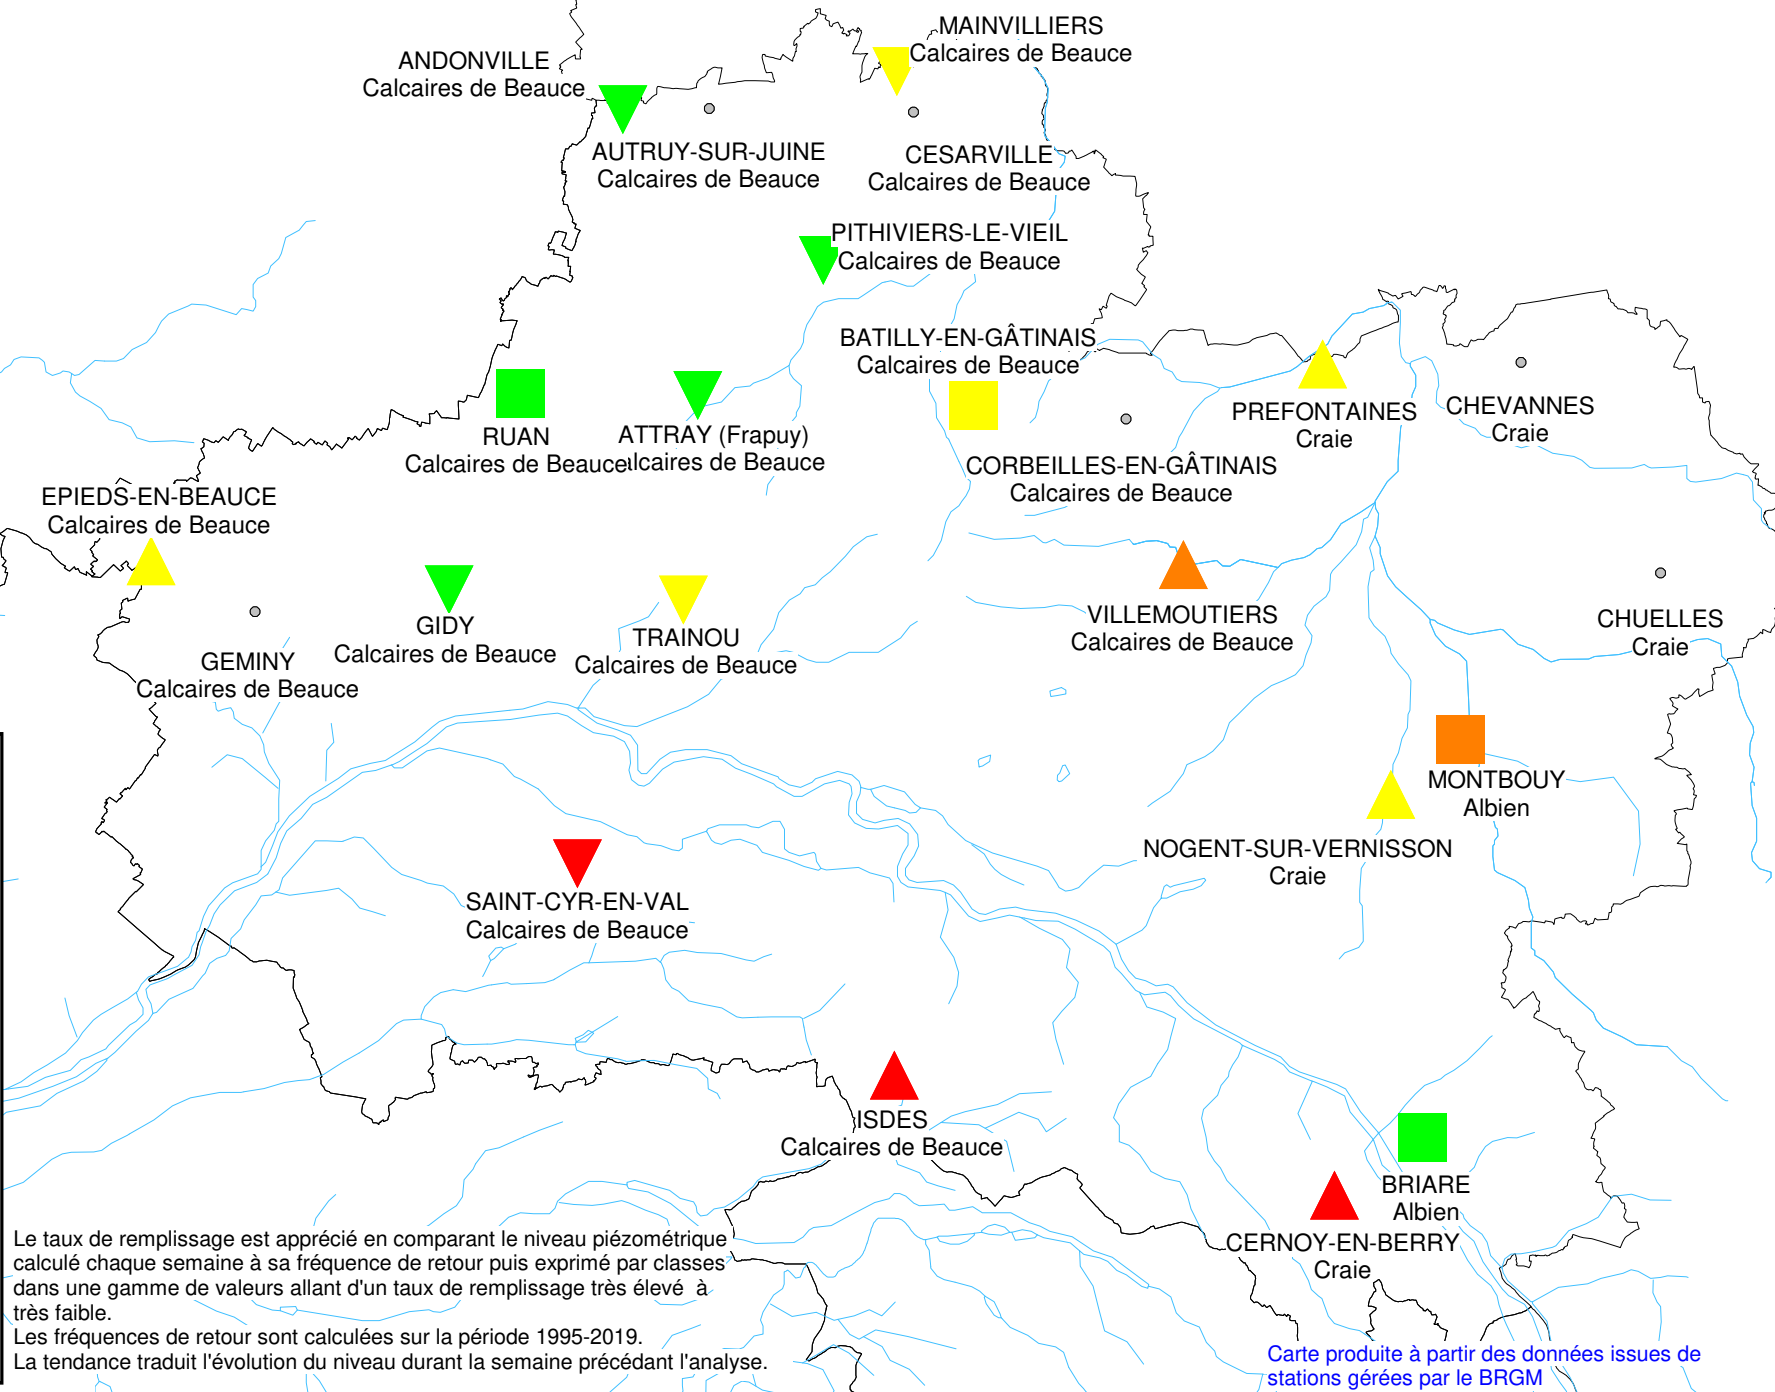 MAINVILLIERS
Calcaires de Beauce
ANDONVILLE
Calcaires de Beauce
AUTRUY-SUR-JUINE
Calcaires de Beauce
CESARVILLE
Calcaires de Beauce
PITHIVIERS-LE-VIEIL
Calcaires de Beauce
BATILLY-EN-GÂTINAIS
Calcaires de Beauce
PREFONTAINES
Craie
CHEVANNES
Craie
RUAN
Calcaires de Beauce
ATTRAY (Frapuy)
alcaires de Beauce
CORBEILLES-EN-GÂTINAIS
Calcaires de Beauce
EPIEDS-EN-BEAUCE
Calcaires de Beauce
GIDY
Calcaires de Beauce
TRAINOU
Calcaires de Beauce
VILLEMOUTIERS
Calcaires de Beauce
CHUELLES
Craie
GEMINY
Calcaires de Beauce
MONTBOUY
Albien
NOGENT-SUR-VERNISSON
Craie
SAINT-CYR-EN-VAL
Calcaires de Beauce
ISDES
Calcaires de Beauce
BRIARE
Albien
CERNOY-EN-BERRY
Craie
Le taux de remplissage est apprécié en comparant le niveau piézométrique
calculé chaque semaine à sa fréquence de retour puis exprimé par classes
dans une gamme de valeurs allant d'un taux de remplissage très élevé à
très faible.
Les fréquences de retour sont calculées sur la période 1995-2019.
La tendance traduit l'évolution du niveau durant la semaine précédant l'analyse.
Carte produite à partir des données issues de
stations gérées par le BRGM